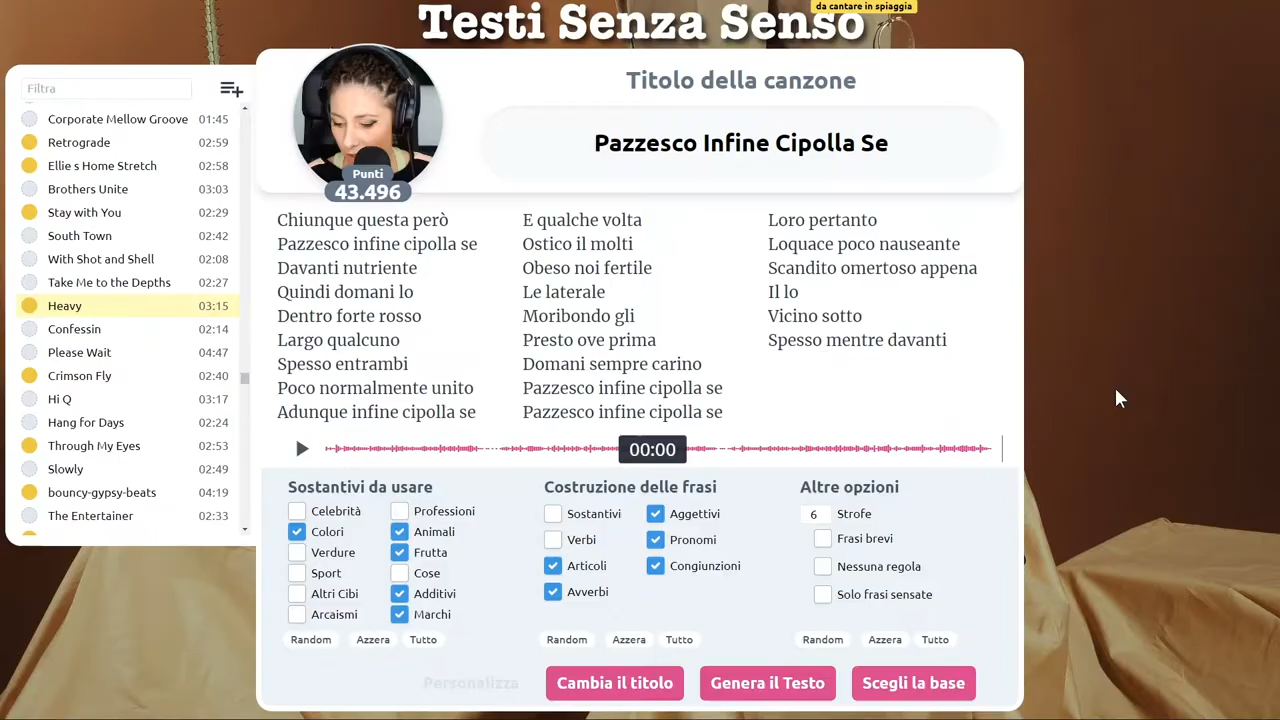 da cantare in spiaggia
Testi Senza Senso
Filtra
Corporate Mellow Groove 01:45
Retrograde 02:59
Ellie s Home Stretch 02:58
Brothers Unite 03:03
Stay with You 02:29
South Town 02:42
With Shot and Shell 02:08
Take Me to the Depths 02:27
Heavy 03:15
Confessin 02:14
Please Wait 04:47
Crimson Fly 02:40
Hi Q 03:17
Hang for Days 02:24
Through My Eyes 02:53
Slowly 02:49
bouncy-gypsy-beats 04:19
The Entertainer 02:33
Punti
43.496
Titolo della canzone
Pazzesco Infine Cipolla Se
Chiunque questa però
Pazzesco infine cipolla se
Davanti nutriente
Quindi domani lo
Dentro forte rosso
Largo qualcuno
Spesso entrambi
Poco normalmente unito
Adunque infine cipolla se
E qualche volta
Ostico il molti
Obeso noi fertile
Le laterale
Moribondo gli
Presto ove prima
Domani sempre carino
Pazzesco infine cipolla se
Pazzesco infine cipolla se
Loro pertanto
Loquace poco nauseante
Scandito omertoso appena
Il lo
Vicino sotto
Spesso mentre davanti
00:00
Sostantivi da usare
Celebrità Professioni
Colori Animali
Verdure Frutta
Sport Cose
Altri Cibi Additivi
Arcaismi Marchi
Random Azzera Tutto
Costruzione delle frasi
Sostantivi Aggettivi
Verbi Pronomi
Articoli Congiunzioni
Avverbi
Random Azzera Tutto
Altre opzioni
6 Strofe
Frasi brevi
Nessuna regola
Solo frasi sensate
Random Azzera Tutto
Personalizza Cambia il titolo Genera il Testo Scegli la base